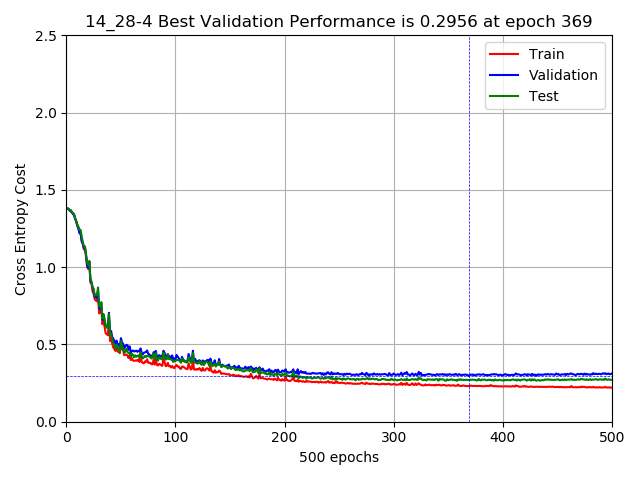 14_28-4 Best Validation Performance is 0.2956 at epoch 369
2.5
2.0
1.5
1.0
0.5
0.0
Cross Entropy Cost
Train
Validation
Test
0 100 200 300 400 500
500 epochs